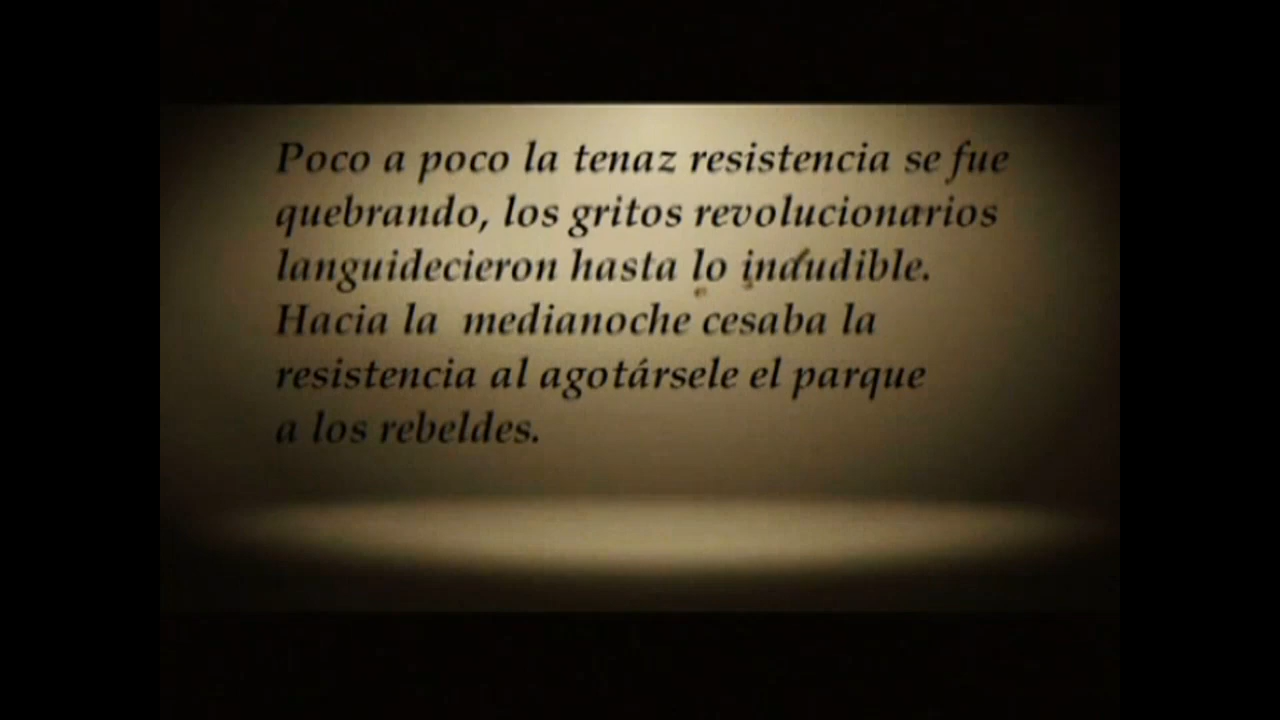 Poco a poco la tenaz resistencia se fue
quebrando, los gritos revolucionarios
languidecieron hasta lo indudible.
Hacia la medianoche cesaba la
resistencia al agotársele el parque
a los rebeldes.